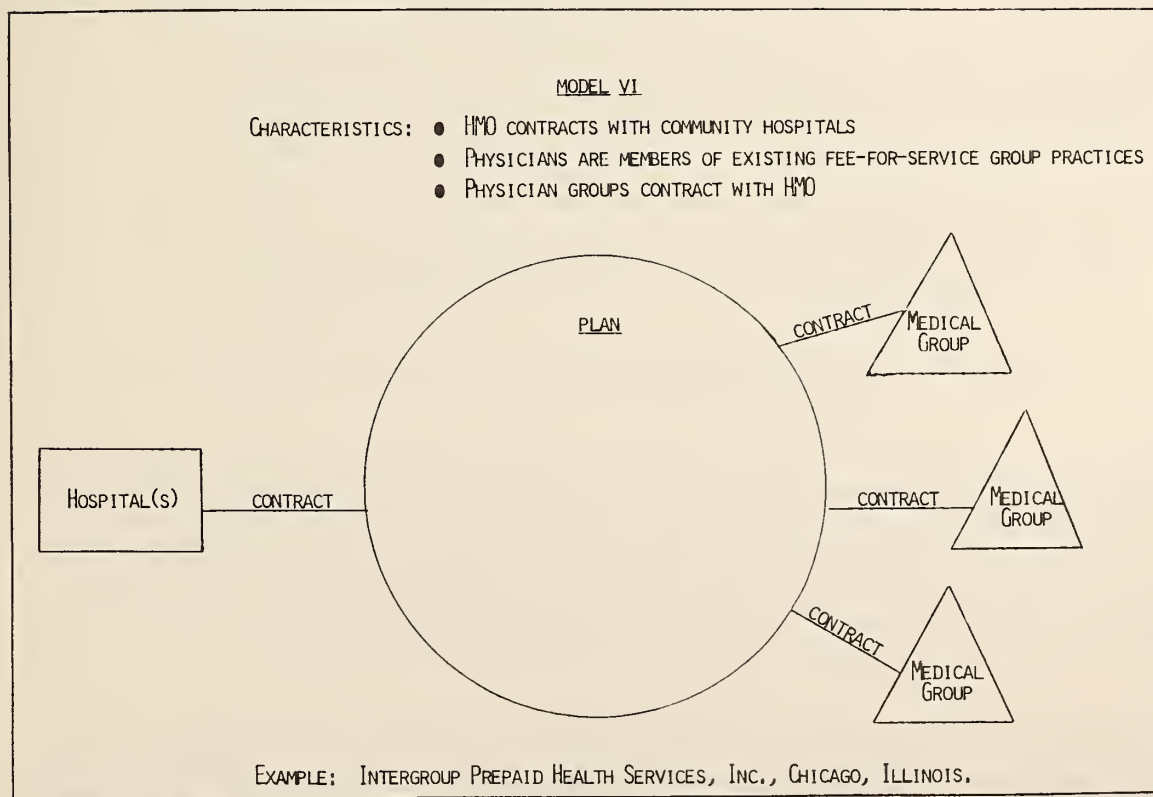 MODEL VI
CHARACTERISTICS: ● HMO CONTRACTS WITH COMMUNITY HOSPITALS
● PHYSICIANS ARE MEMBERS OF EXISTING FEE-FOR-SERVICE GROUP PRACTICES
● PHYSICIAN GROUPS CONTRACT WITH HMO
PLAN
CONTRACT
MEDICAL
GROUP
HOSPITAL(S)
CONTRACT
CONTRACT
MEDICAL
GROUP
CONTRACT
MEDICAL
GROUP
EXAMPLE: INTERGROUP PREPAID HEALTH SERVICES, INC., CHICAGO, ILLINOIS.